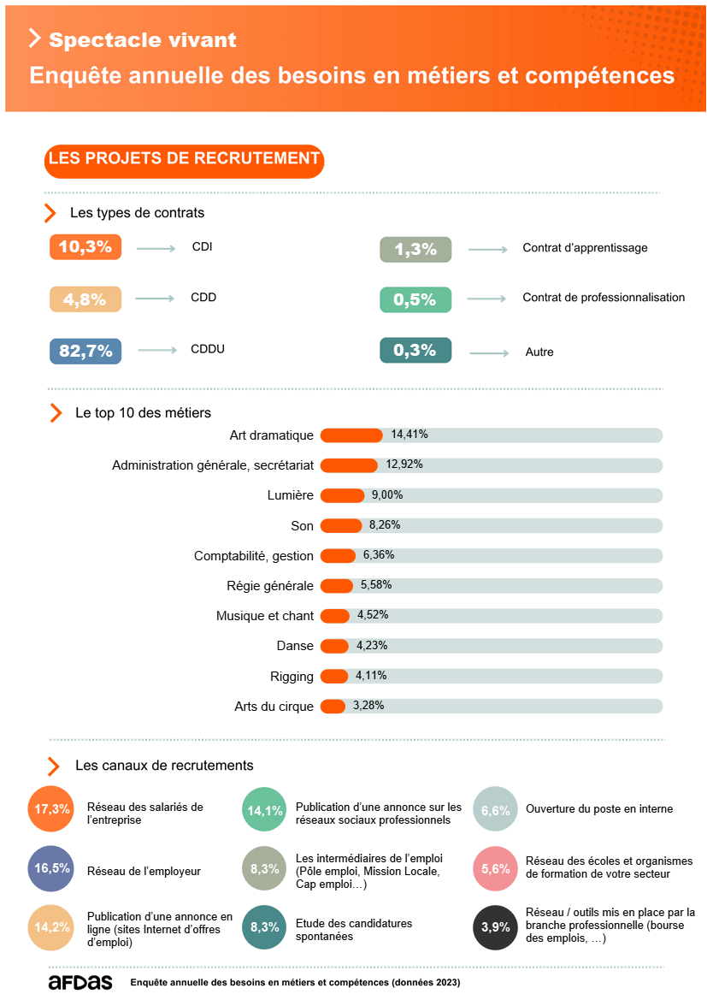 Spectacle vivant
Enquête annuelle des besoins en métiers et compétences
LES PROJETS DE RECRUTEMENT
Les types de contrats
10,3%
CDI
4,8%
CDD
82,7%
CDDU
1,3%
Contrat d’apprentissage
0,5%
Contrat de professionnalisation
0,3%
Autre
Le top 10 des métiers
Art dramatique 14,41%
Administration générale, secrétariat 12,92%
Lumière 9,00%
Son 8,26%
Comptabilité, gestion 6,36%
Régie générale 5,58%
Musique et chant 4,52%
Danse 4,23%
Rigging 4,11%
Arts du cirque 3,28%
Les canaux de recrutements
17,3%
Réseau des salariés de
l’entreprise
16,5%
Réseau de l’employeur
14,2%
Publication d’une annonce en
ligne (sites Internet d’offres
d’emploi)
14,1%
Publication d’une annonce sur les
réseaux sociaux professionnels
8,3%
Les intermédiaires de l’emploi
(Pôle emploi, Mission Locale,
Cap emploi…)
8,3%
Etude des candidatures
spontanées
6,6%
Ouverture du poste en interne
5,6%
Réseau des écoles et organismes
de formation de votre secteur
3,9%
Réseau / outils mis en place par la
branche professionnelle (bourse
des emplois, …)
AFDAS
Enquête annuelle des besoins en métiers et compétences (données 2023)